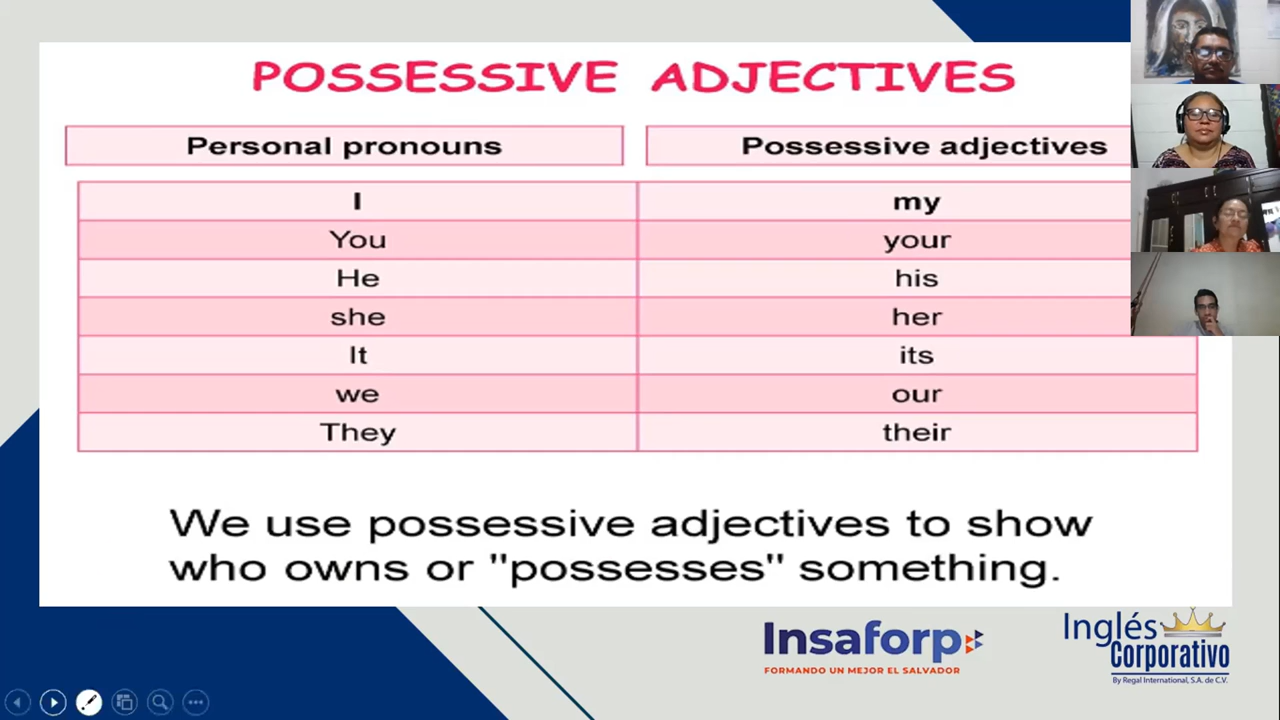 POSSESSIVE ADJECTIVES
Personal pronouns Possessive adjectives
I my
You your
He his
she her
It its
we our
They their
We use possessive adjectives to show
who owns or "possesses" something.
Insaforp
FORMANDO UN MEJOR EL SALVADOR
Inglés
Corporativo
By Regal International, S.A. de C.V.